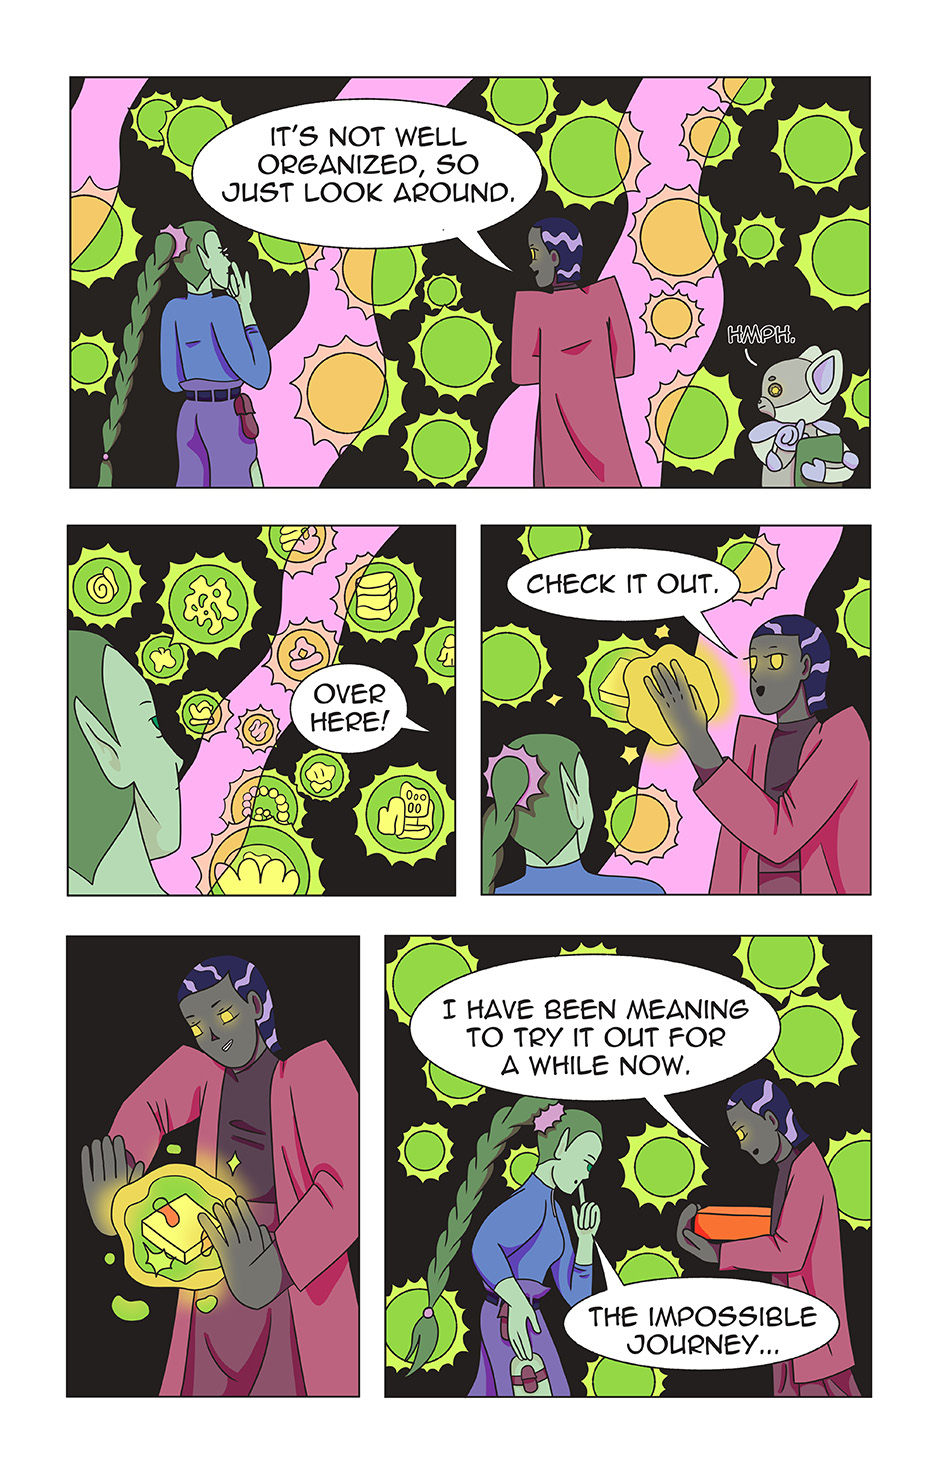 IT'S NOT WELL
ORGANIZED, SO
JUST LOOK AROUND.
HMPH.
OVER
HERE!
CHECK IT OUT.
I HAVE BEEN MEANING
TO TRY IT OUT FOR
A WHILE NOW.
THE IMPOSSIBLE
JOURNEY...